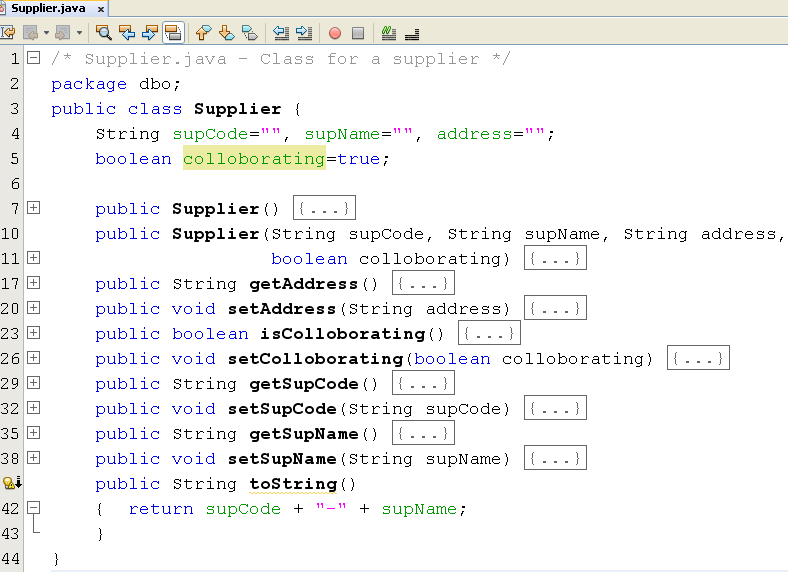 Supplier.java x
1 /* Supplier.java - Class for a supplier */
2 package dbo;
3 public class Supplier {
4 String supCode="", supName="", address="";
5 boolean colloborating=true;
6
7 public Supplier() {...}
10 public Supplier(String supCode, String supName, String address,
11 boolean colloborating) {...}
17 public String getAddress() {...}
20 public void setAddress(String address) {...}
23 public boolean isColloborating() {...}
26 public void setColloborating(boolean colloborating) {...}
29 public String getSupCode() {...}
32 public void setSupCode(String supCode) {...}
35 public String getSupName() {...}
38 public void setSupName(String supName) {...}
public String toString()
42 { return supCode + "-" + supName;
43 }
44 }